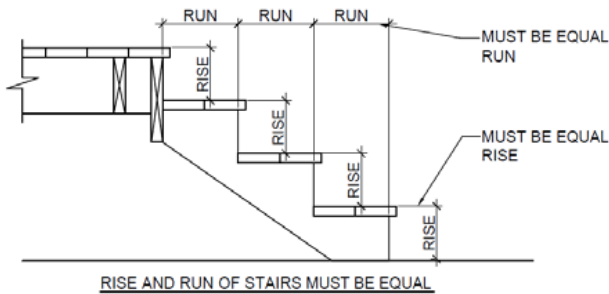 RUN RUN RUN
MUST BE EQUAL
RUN
RISE
RISE
RISE
MUST BE EQUAL
RISE
RISE
RISE AND RUN OF STAIRS MUST BE EQUAL